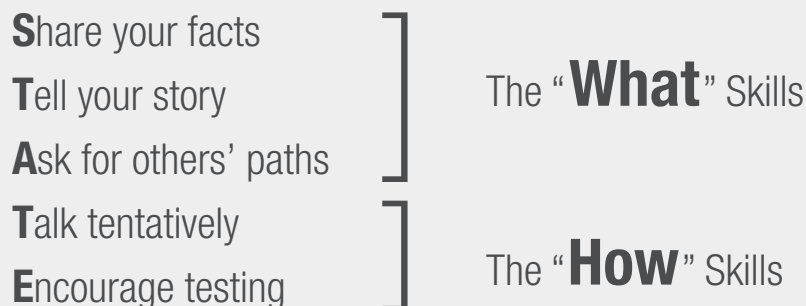 Share your facts
Tell your story
Ask for others’ paths
The “What” Skills
Talk tentatively
Encourage testing
The “How” Skills